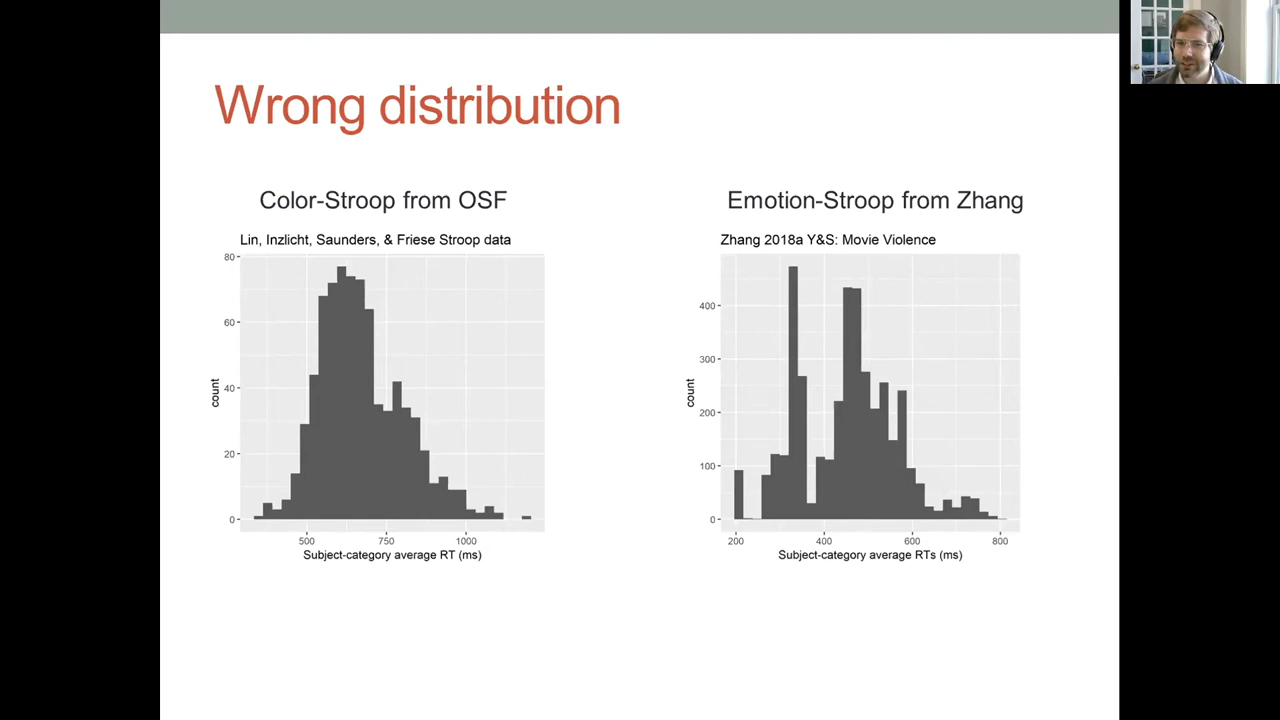 Wrong distribution
Color-Stroop from OSF
Lin, Inzlicht, Saunders, & Friese Stroop data
80
60
40
20
0
count
500 750 1000
Subject-category average RT (ms)
Emotion-Stroop from Zhang
Zhang 2018a Y&S: Movie Violence
400
300
200
100
0
count
200 400 600 800
Subject-category average RTs (ms)